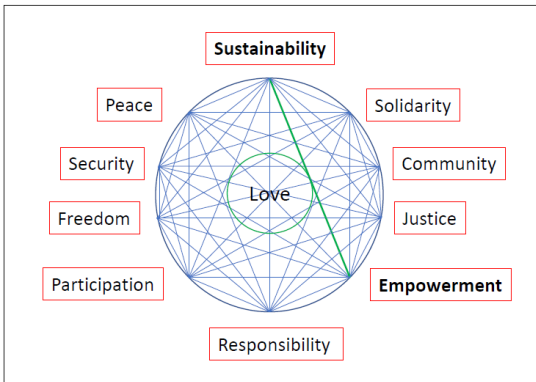 Sustainability
Peace
Solidarity
Security
Community
Love
Freedom
Justice
Participation
Empowerment
Responsibility